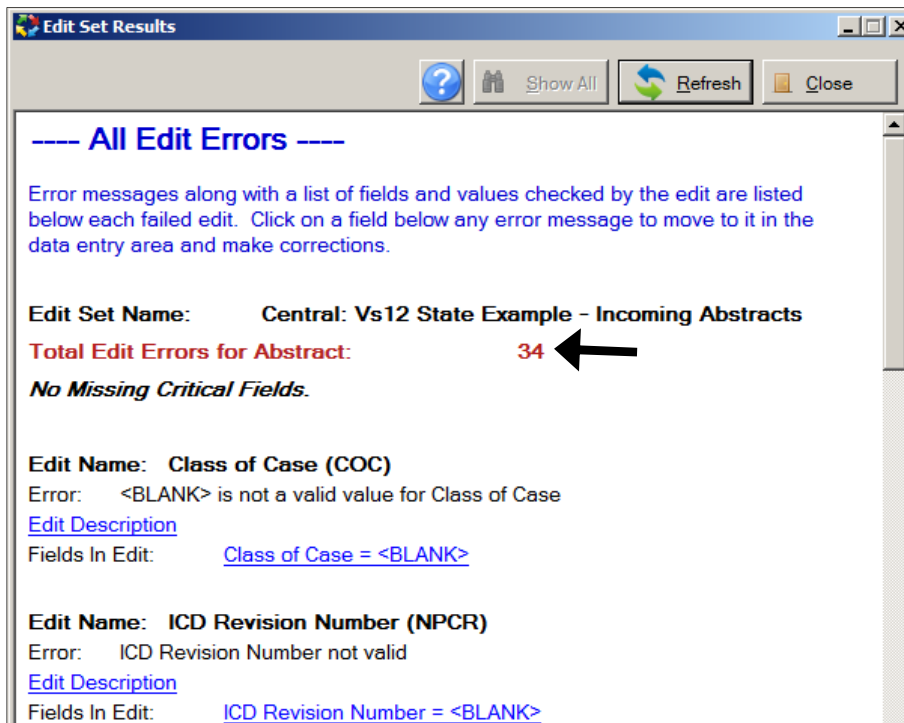 Edit Set Results
Show All Refresh Close
---- All Edit Errors ----
Error messages along with a list of fields and values checked by the edit are listed
below each failed edit. Click on a field below any error message to move to it in the
data entry area and make corrections.
Edit Set Name: Central: Vs12 State Example - Incoming Abstracts
Total Edit Errors for Abstract: 34
No Missing Critical Fields.
Edit Name: Class of Case (COC)
Error: <BLANK> is not a valid value for Class of Case
Edit Description
Fields In Edit: Class of Case = <BLANK>
Edit Name: ICD Revision Number (NPCR)
Error: ICD Revision Number not valid
Edit Description
Fields In Edit: ICD Revision Number = <BLANK>